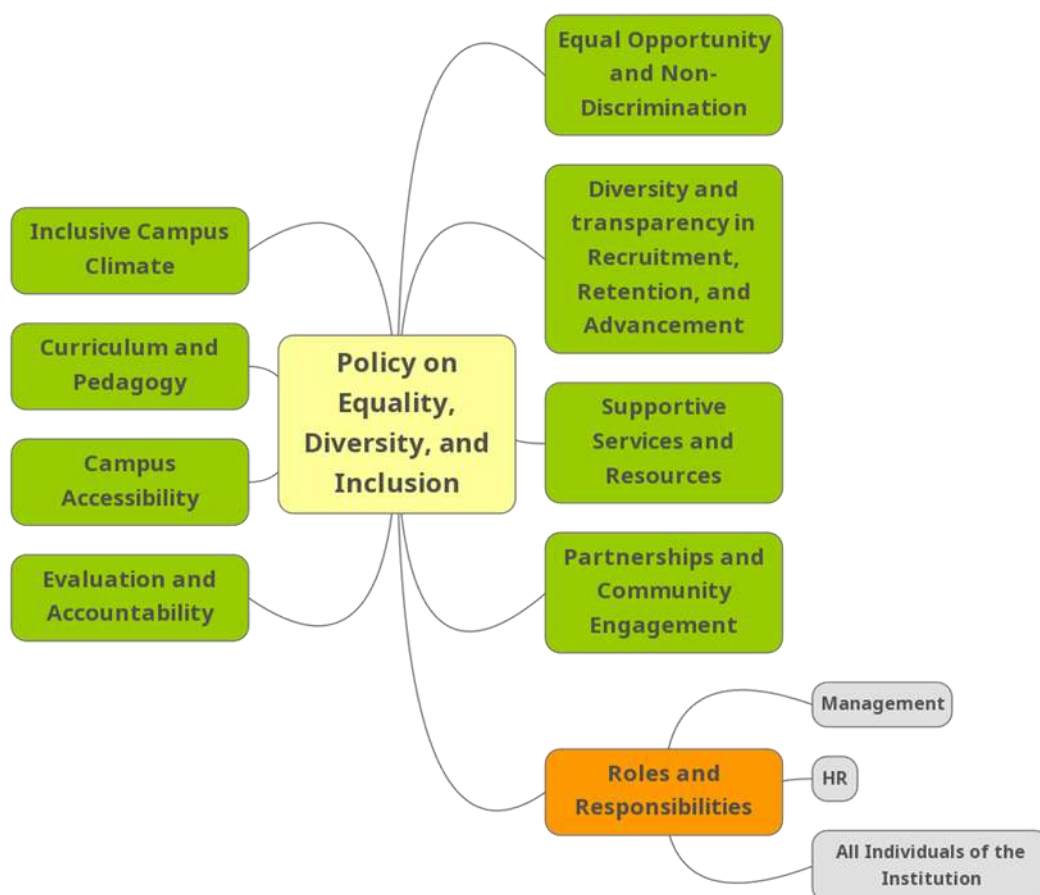 Equal Opportunity
and Non-
Discrimination
Diversity and
transparency in
Recruitment,
Retention, and
Advancement
Inclusive Campus
Climate
Curriculum and
Pedagogy
Policy on
Equality,
Diversity, and
Inclusion
Supportive
Services and
Resources
Campus
Accessibility
Evaluation and
Accountability
Partnerships and
Community
Engagement
Roles and
Responsibilities
Management
HR
All Individuals of the
Institution